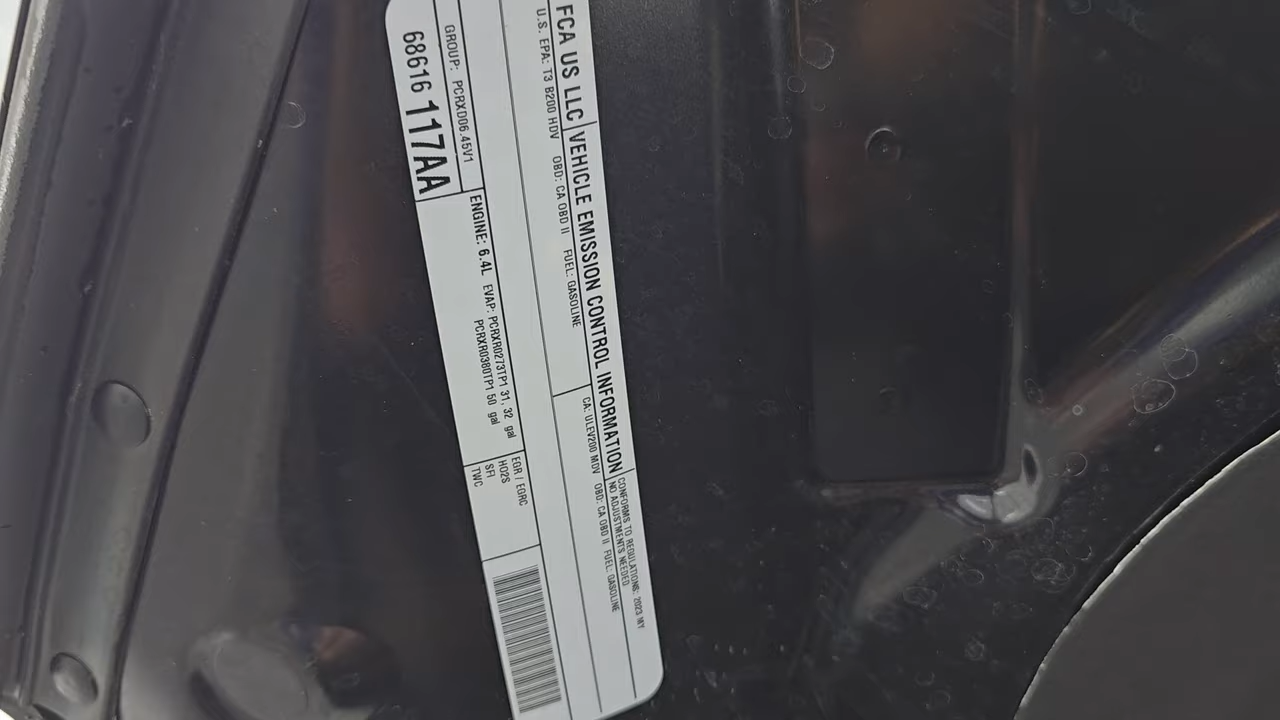 FCA US LLC VEHICLE EMISSION CONTROL INFORMATION CONFORMS TO REGULATIONS: 2023 MY
NO ADJUSTMENTS NEEDED
U.S. EPA: T3 B200 HDV OBD: CA OBD II FUEL: GASOLINE
CA: ULEV200 MDV OBD: CA OBD II FUEL: GASOLINE
GROUP: PCRXD06.45V1
68616 117AA
ENGINE: 6.4L EVAP: PCRXR0273TP1 31, 32 gal
PCRXR0380TP1 50 gal
EGR / EGRC
HO2S
SFI
TWC